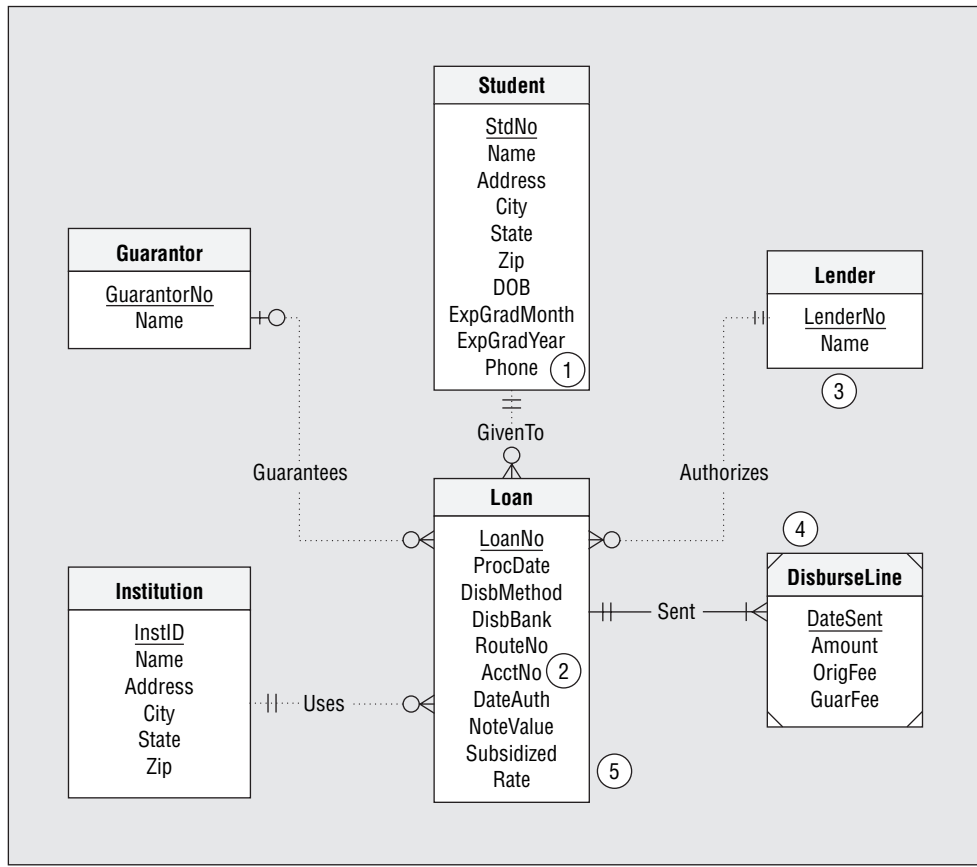 Student
StdNo
Name
Address
City
State
Zip
DOB
ExpGradMonth
ExpGradYear
Phone
1
Guarantor
GuarantorNo
Name
Lender
LenderNo
Name
3
GivenTo
Guarantees
Authorizes
Loan
LoanNo
ProcDate
DisbMethod
DisbBank
RouteNo
AcctNo
2
DateAuth
NoteValue
Subsidized
Rate
5
4
DisburseLine
DateSent
Amount
OrigFee
GuarFee
Sent
Institution
InstID
Name
Address
City
State
Zip
Uses